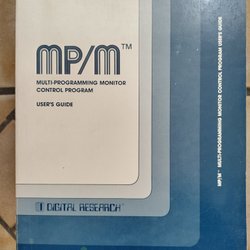 MP/M™
MULTI-PROGRAMMING MONITOR
CONTROL PROGRAM
USER'S GUIDE
DIGITAL RESEARCH™
MP/M™ MULTI-PROGRAMMING MONITOR CONTROL PROGRAM USER'S GUIDE